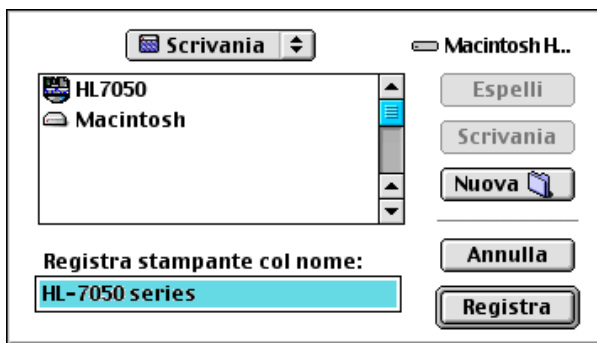 Scrivania
Macintosh H...
HL7050
Macintosh
Espelli
Scrivania
Nuova
Registra stampante col nome:
HL-7050 series
Annulla
Registra